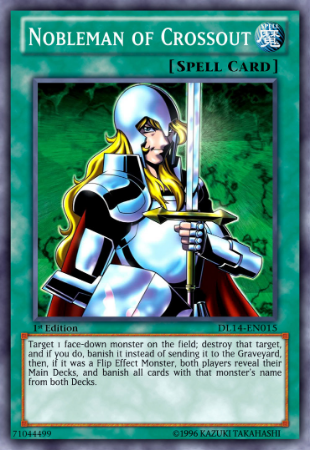 NOBLEMAN OF CROSSOUT
SPELL
魔
[SPELL CARD]
1st Edition
DL14-EN015
Target 1 face-down monster on the field; destroy that target,
and if you do, banish it instead of sending it to the Graveyard,
then, if it was a Flip Effect Monster, both players reveal their
Main Decks, and banish all cards with that monster's name
from both Decks.
71044499
©1996 KAZUKI TAKAHASHI